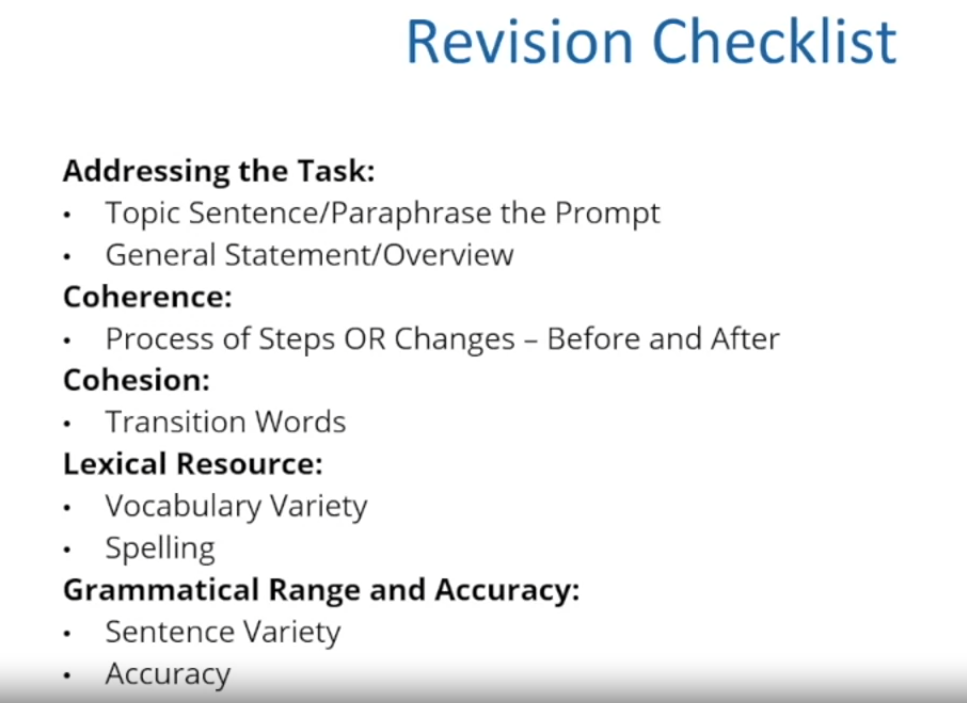 Revision Checklist
Addressing the Task:
• Topic Sentence/Paraphrase the Prompt
• General Statement/Overview
Coherence:
• Process of Steps OR Changes – Before and After
Cohesion:
• Transition Words
Lexical Resource:
• Vocabulary Variety
• Spelling
Grammatical Range and Accuracy:
• Sentence Variety
• Accuracy